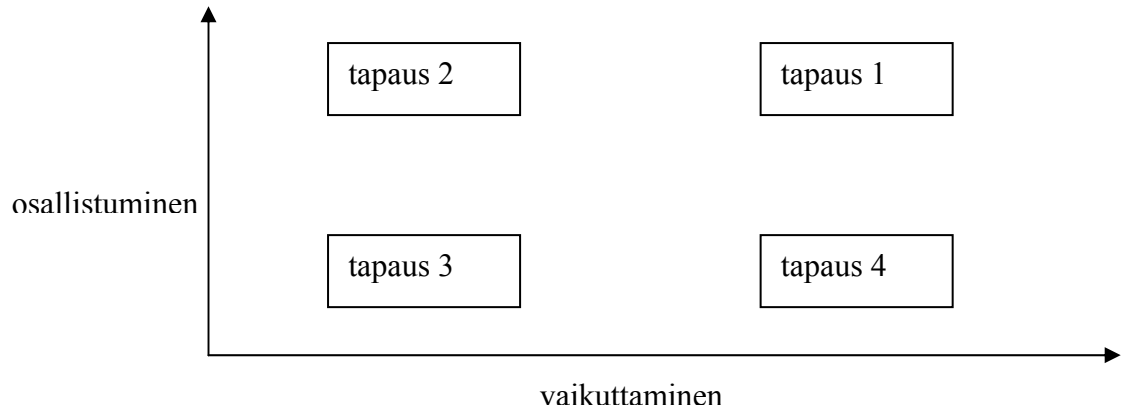 tapaus 2
tapaus 1
osallistuminen
tapaus 3
tapaus 4
vaikuttaminen